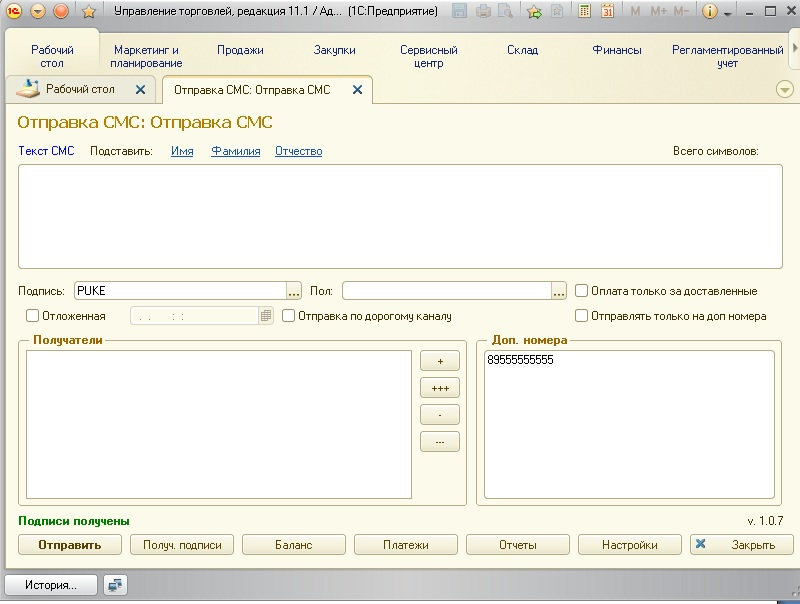 Управление торговлей, редакция 11.1 / Ад... (1С:Предприятие)
M M+ M-
Рабочий стол
Маркетинг и планирование
Продажи
Закупки
Сервисный центр
Склад
Финансы
Регламентированный учет
Рабочий стол
Отправка СМС: Отправка СМС
Отправка СМС: Отправка СМС
Текст СМС Подставить: Имя Фамилия Отчество Всего символов:
Подпись: PUKE ... Пол: ... Оплата только за доставленные
Отложенная . . : : Отправка по дорогому каналу Отправлять только на доп номера
Получатели
Доп. номера
89555555555
+
+++
-
---
Подписи получены v. 1.0.7
Отправить Получ. подписи Баланс Платежи Отчеты Настройки Закрыть
История...